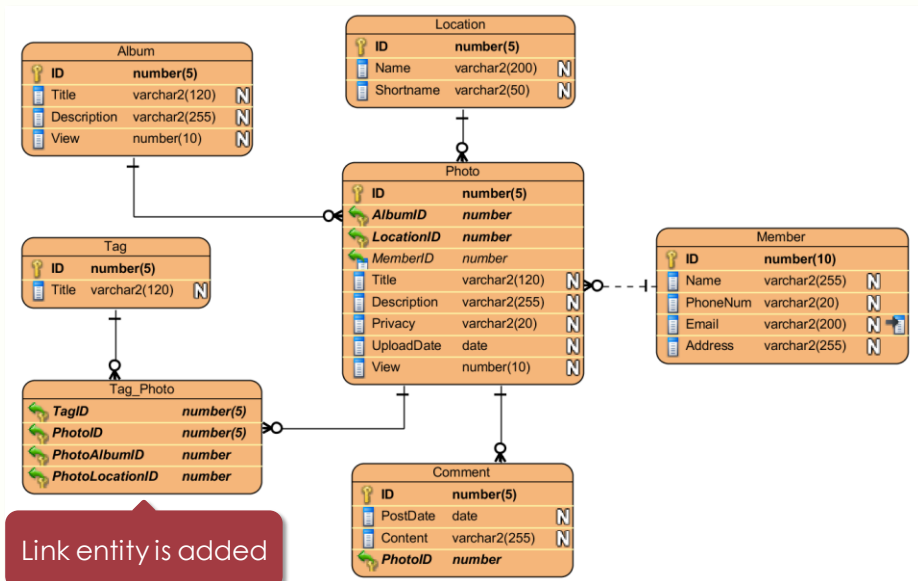 Location
ID number(5)
Name varchar2(200) N
Shortname varchar2(50) N
Album
ID number(5)
Title varchar2(120) N
Description varchar2(255) N
View number(10) N
Photo
ID number(5)
AlbumID number
LocationID number
MemberID number
Title varchar2(120) N
Description varchar2(255) N
Privacy varchar2(20) N
UploadDate date N
View number(10) N
Tag
ID number(5)
Title varchar2(120) N
Member
ID number(10)
Name varchar2(255) N
PhoneNum varchar2(20) N
Email varchar2(200) N
Address varchar2(255) N
Tag_Photo
TagID number(5)
PhotoID number(5)
PhotoAlbumID number
PhotoLocationID number
Comment
ID number(5)
PostDate date N
Content varchar2(255) N
PhotoID number
Link entity is added